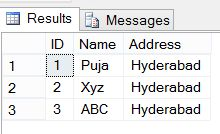 Results Messages
ID Name Address
1 1 Puja Hyderabad
2 2 Xyz Hyderabad
3 3 ABC Hyderabad